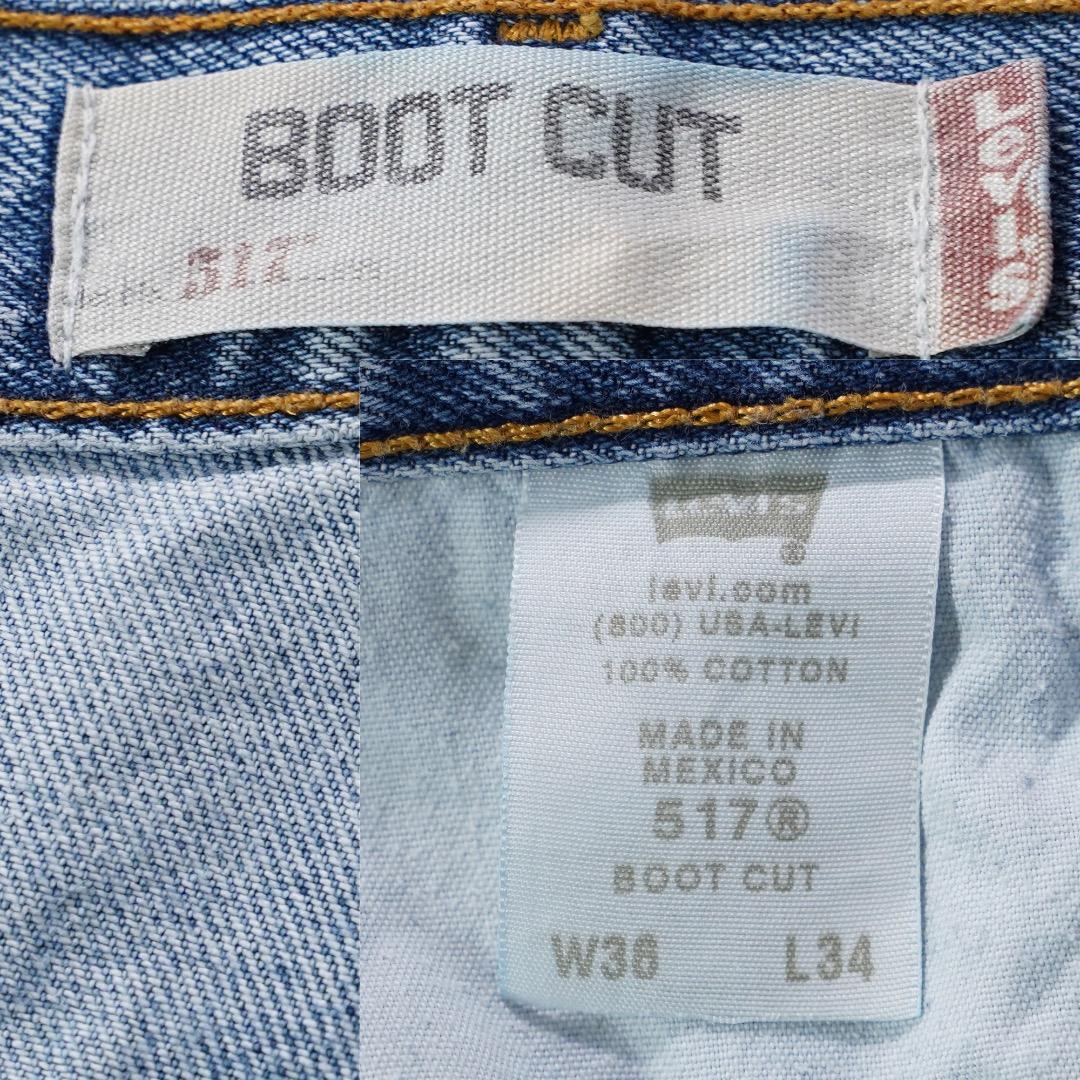 BOOT CUT
517
Levi's
LEVI'S
®
levi.com
(800) USA-LEVI
100% COTTON
MADE IN
MEXICO
517®
BOOT CUT
W36 L34